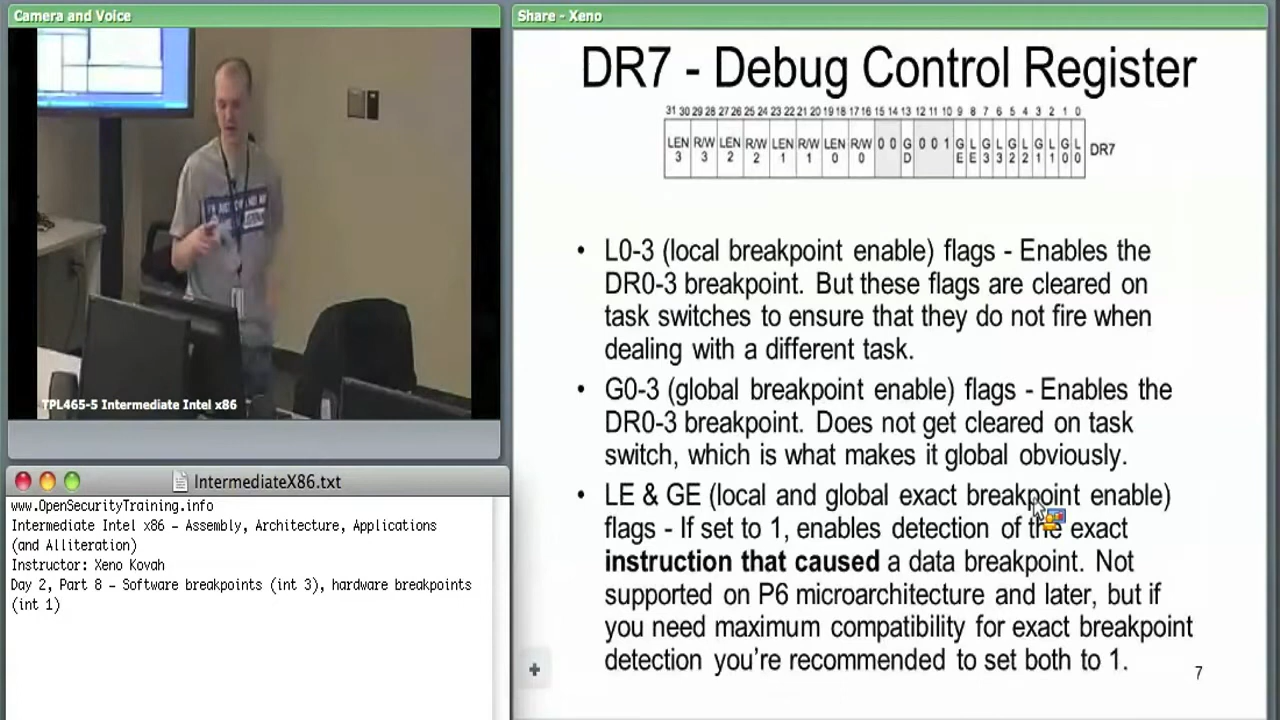 Camera and Voice
TPL465-5 Intermediate Intel x86
IntermediateX86.txt
www.OpenSecurityTraining.info
Intermediate Intel x86 – Assembly, Architecture, Applications
(and Alliteration)
Instructor: Xeno Kovah
Day 2, Part 8 – Software breakpoints (int 3), hardware breakpoints
(int 1)
Share - Xeno
DR7 - Debug Control Register
31 30 29 28 27 26 25 24 23 22 21 20 19 18 17 16 15 14 13 12 11 10 9 8 7 6 5 4 3 2 1 0
LEN 3 R/W 3 LEN 2 R/W 2 LEN 1 R/W 1 LEN 0 R/W 0 0 0 G D 0 0 1 G E L E G 3 L 3 G 2 L 2 G 1 L 1 G 0 L 0 DR7
• L0-3 (local breakpoint enable) flags - Enables the
DR0-3 breakpoint. But these flags are cleared on
task switches to ensure that they do not fire when
dealing with a different task.
• G0-3 (global breakpoint enable) flags - Enables the
DR0-3 breakpoint. Does not get cleared on task
switch, which is what makes it global obviously.
• LE & GE (local and global exact breakpoint enable)
flags - If set to 1, enables detection of the exact
instruction that caused a data breakpoint. Not
supported on P6 microarchitecture and later, but if
you need maximum compatibility for exact breakpoint
detection you're recommended to set both to 1.
7